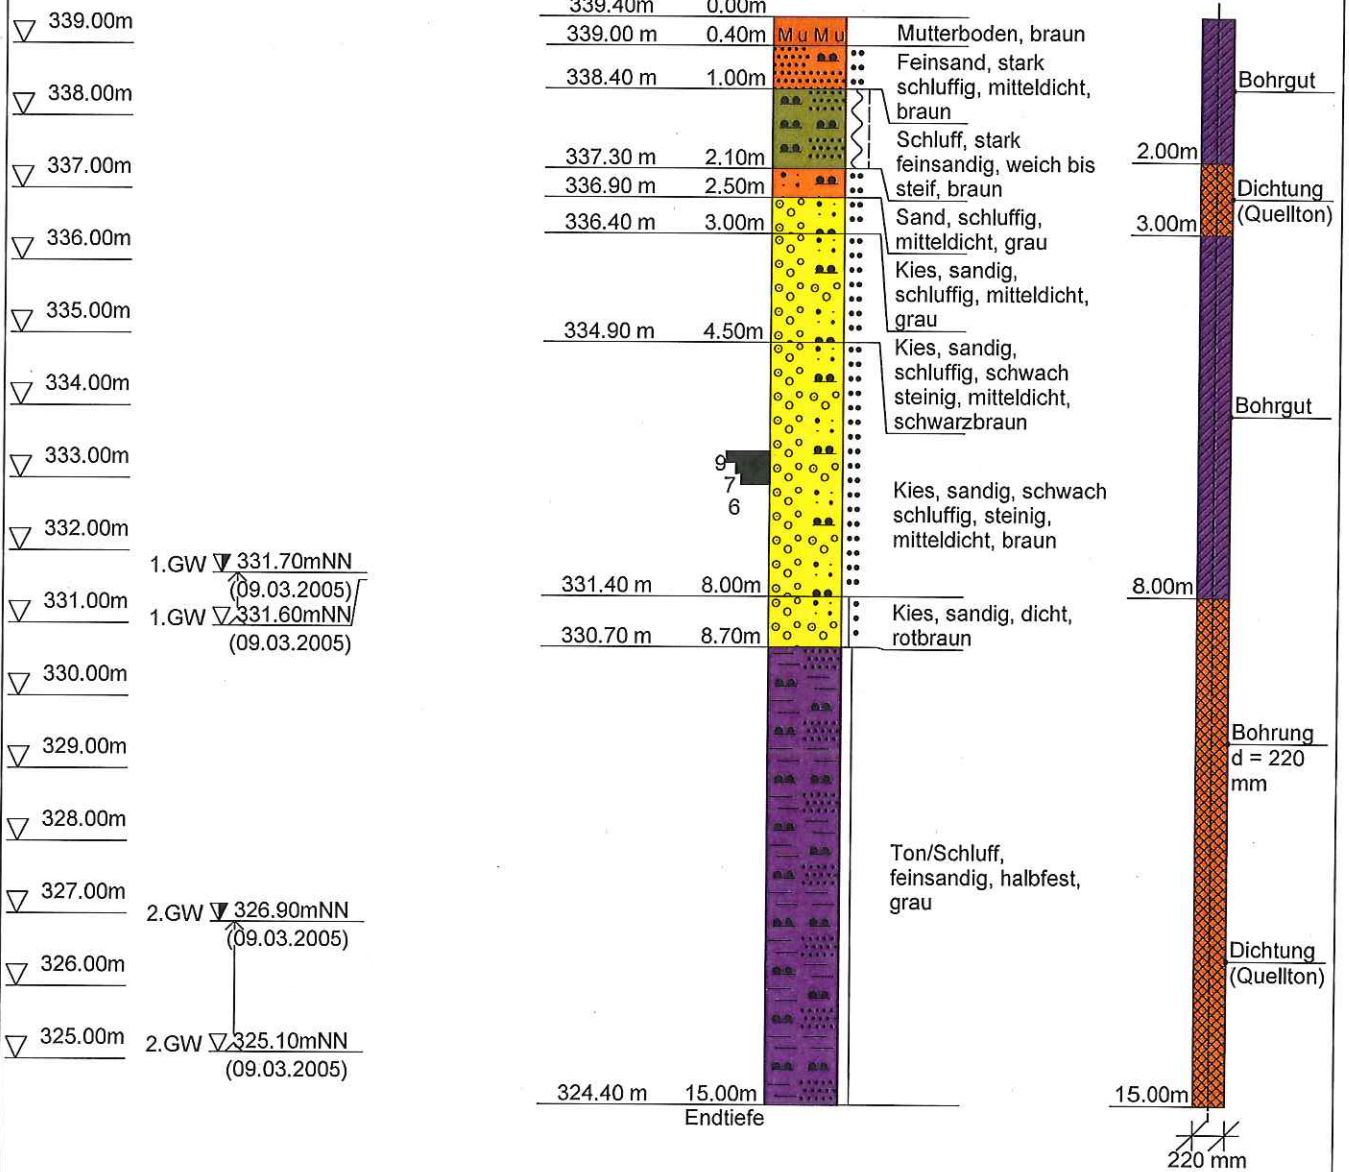 339.00m
338.00m
337.00m
336.00m
335.00m
334.00m
333.00m
332.00m
331.00m
330.00m
329.00m
328.00m
327.00m
326.00m
325.00m
1.GW 331.70mNN
(09.03.2005)
1.GW 331.60mNN
(09.03.2005)
2.GW 326.90mNN
(09.03.2005)
2.GW 325.10mNN
(09.03.2005)
339.40m 0.00m
339.00 m 0.40m
338.40 m 1.00m
337.30 m 2.10m
336.90 m 2.50m
336.40 m 3.00m
334.90 m 4.50m
9
7
6
331.40 m 8.00m
330.70 m 8.70m
324.40 m 15.00m
Endtiefe
Mu Mu
Mutterboden, braun
Feinsand, stark
schluffig, mitteldicht,
braun
Schluff, stark
feinsandig, weich bis
steif, braun
Sand, schluffig,
mitteldicht, grau
Kies, sandig,
schluffig, mitteldicht,
grau
Kies, sandig,
schluffig, schwach
steinig, mitteldicht,
schwarzbraun
Kies, sandig, schwach
schluffig, steinig,
mitteldicht, braun
Kies, sandig, dicht,
rotbraun
Ton/Schluff,
feinsandig, halbfest,
grau
2.00m
3.00m
8.00m
15.00m
Bohrgut
Dichtung
(Quellton)
Bohrgut
Bohrung
d = 220
mm
Dichtung
(Quellton)
220 mm